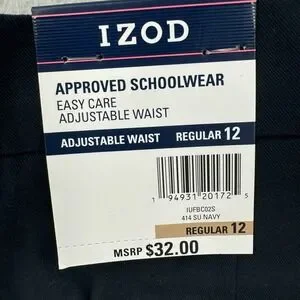 IZOD
APPROVED SCHOOLWEAR
EASY CARE
ADJUSTABLE WAIST
ADJUSTABLE WAIST REGULAR 12
1 94931 20172 5
IUFBC02S
414 SU NAVY
REGULAR 12
MSRP $32.00